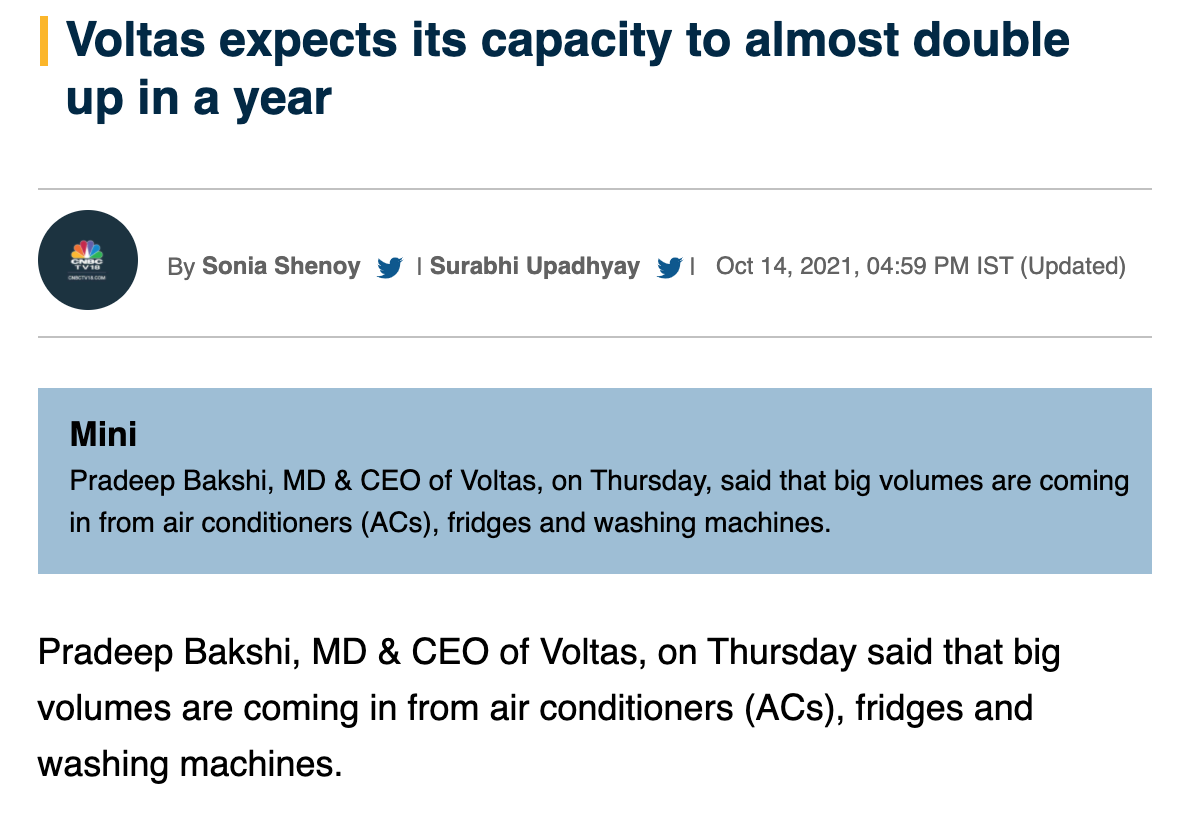 Voltas expects its capacity to almost double
up in a year
CNBC
TV18
CNBCTV18.COM
By Sonia Shenoy | Surabhi Upadhyay | Oct 14, 2021, 04:59 PM IST (Updated)
Mini
Pradeep Bakshi, MD & CEO of Voltas, on Thursday, said that big volumes are coming
in from air conditioners (ACs), fridges and washing machines.
Pradeep Bakshi, MD & CEO of Voltas, on Thursday said that big
volumes are coming in from air conditioners (ACs), fridges and
washing machines.